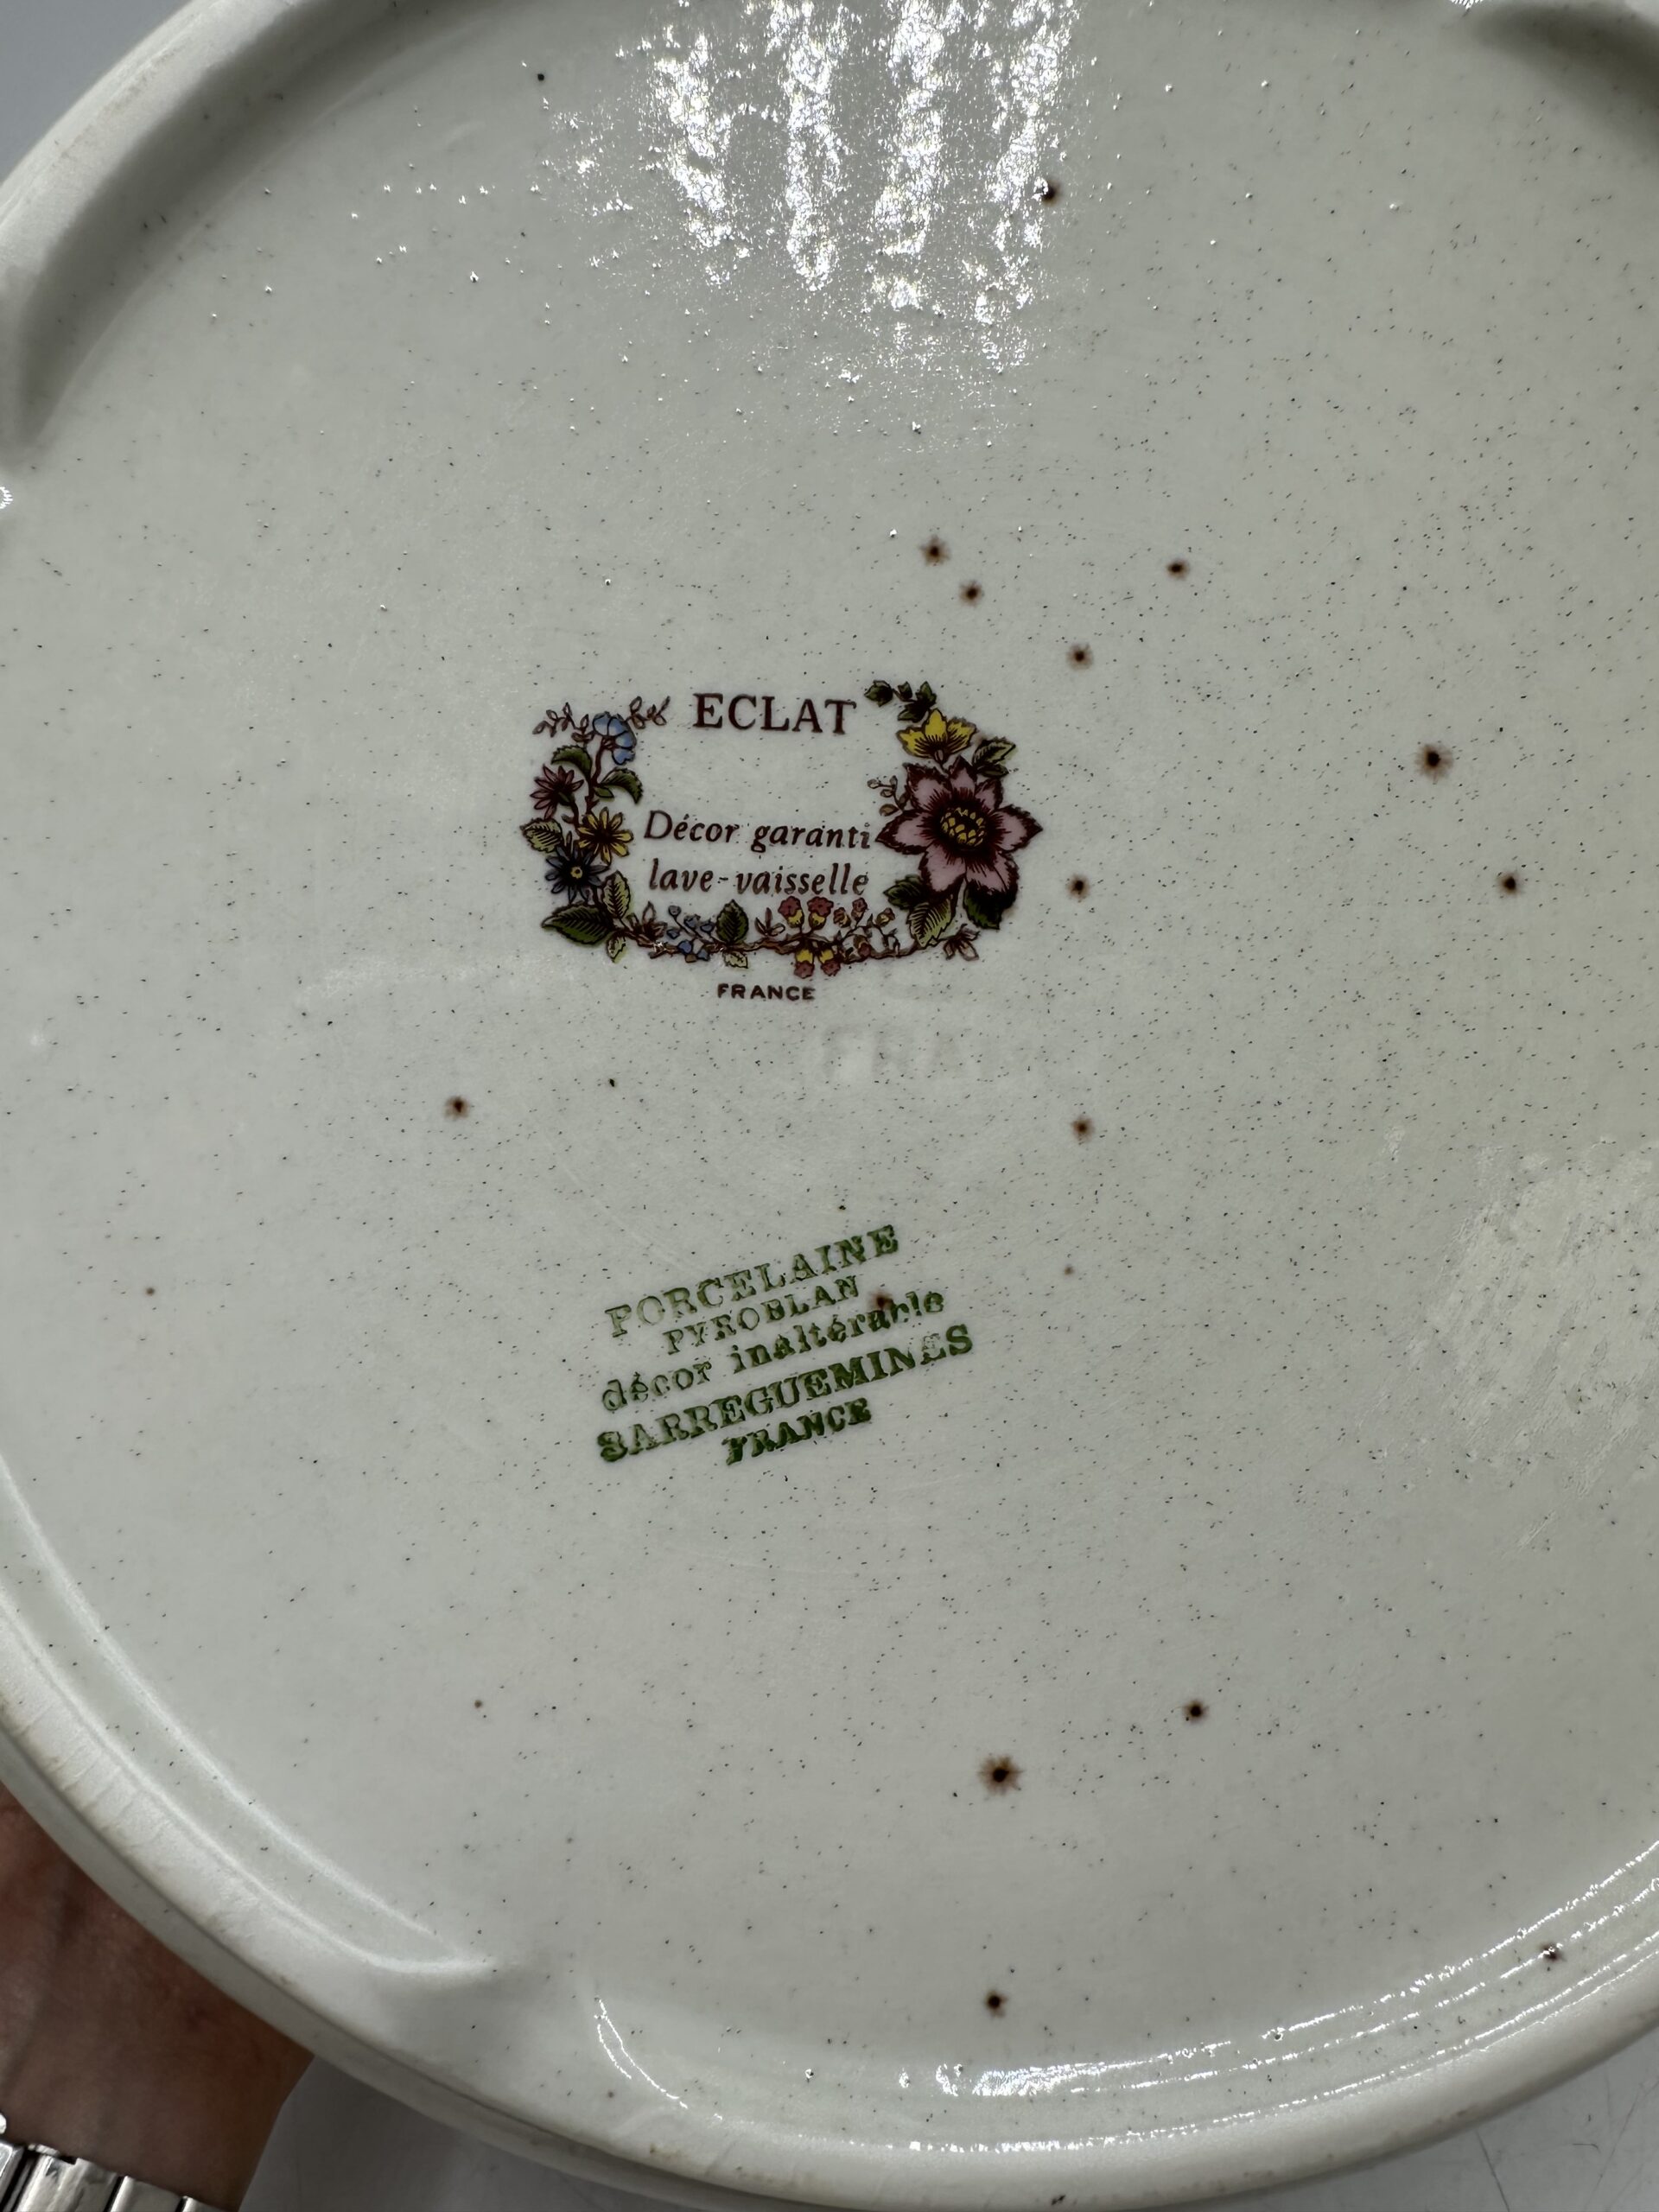 ECLAT
Décor garanti
lave-vaisselle
FRANCE
PORCELAINE
PYROBLAN
décor inaltérable
SARREGUEMINES
FRANCE